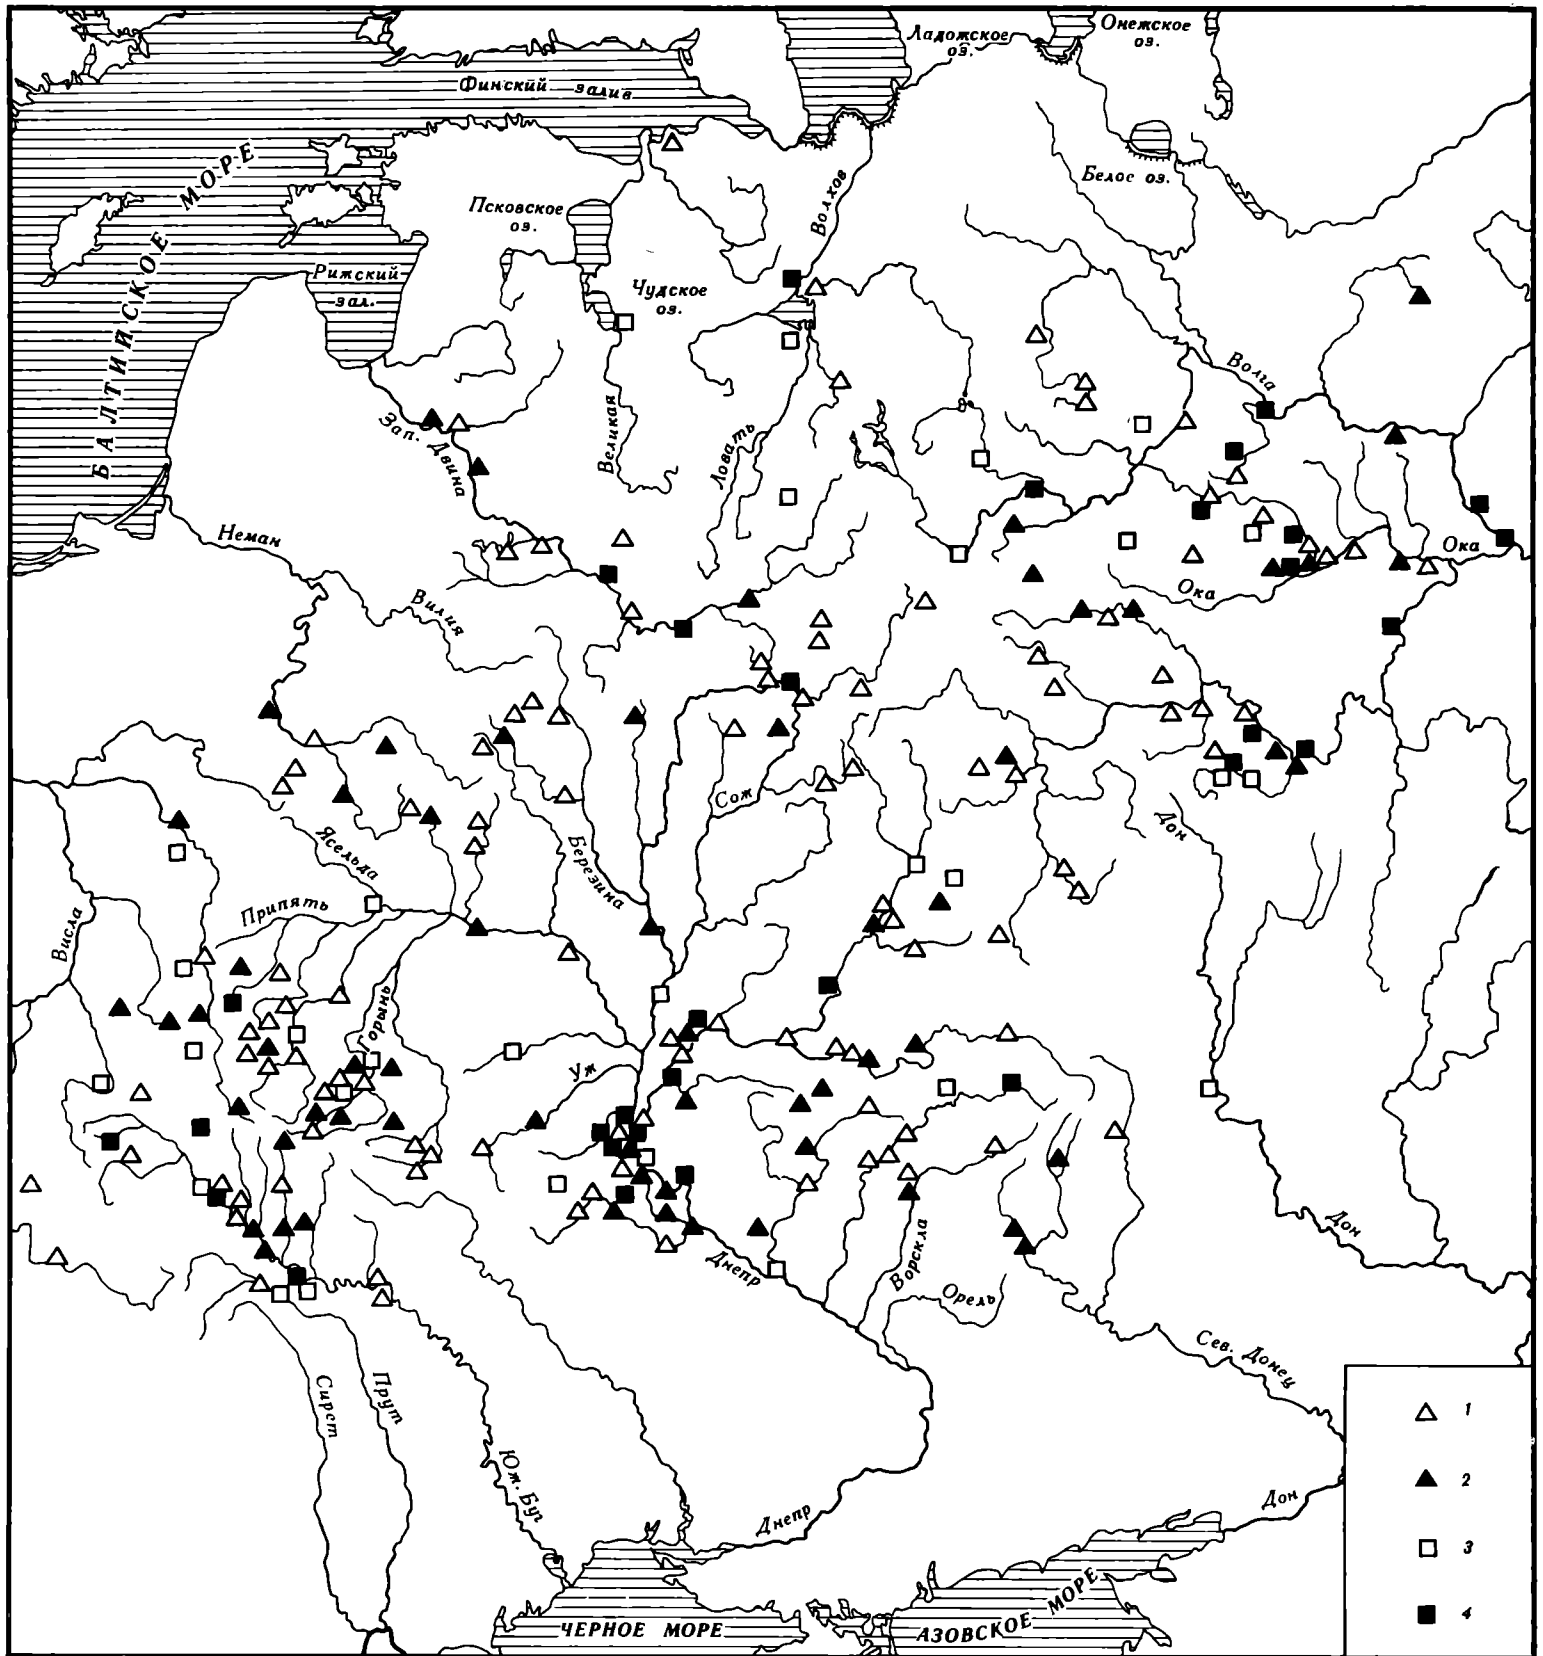 Ладожское
оз.
Онежское
оз.
Финский залив
БАЛТИЙСКОЕ МОРЕ
Белос оз.
Волхов
Псковское
оз.
Рижский
зал.
Чудское
оз.
Волга
Зап. Двина
Великая
Ловать
Неман
Ока
Ока
Вилия
Сож
Дон
Ясельда
Березина
Припять
Висла
Горынь
Уж
Днепр
Ворскла
Орель
Дон
Сев. Донец
Сирет
Прут
Юж. Буг
Днепр
Дон
ЧЕРНОЕ МОРЕ
АЗОВСКОЕ МОРЕ
1
2
3
4